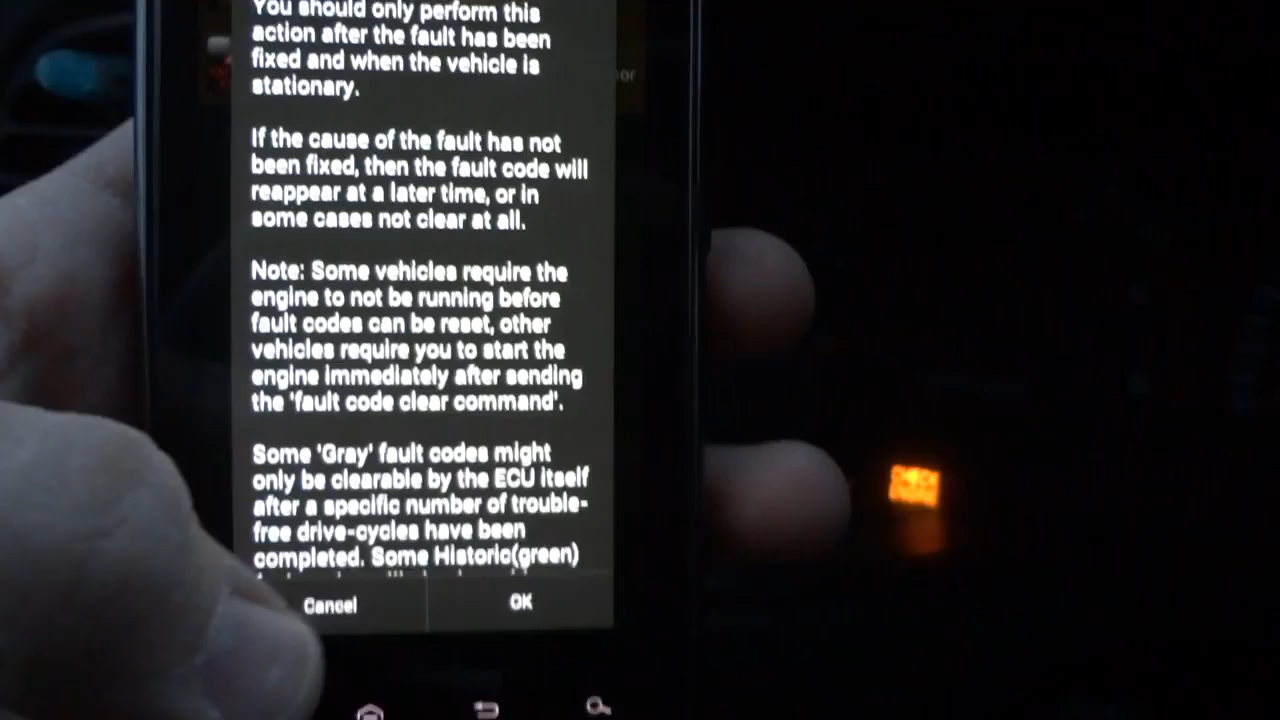 You should only perform this
action after the fault has been
fixed and when the vehicle is
stationary.
If the cause of the fault has not
been fixed, then the fault code will
reappear at a later time, or in
some cases not clear at all.
Note: Some vehicles require the
engine to not be running before
fault codes can be reset, other
vehicles require you to start the
engine immediately after sending
the 'fault code clear command'.
Some 'Gray' fault codes might
only be clearable by the ECU itself
after a specific number of trouble-
free drive-cycles have been
completed. Some Historic(green)
Cancel
OK